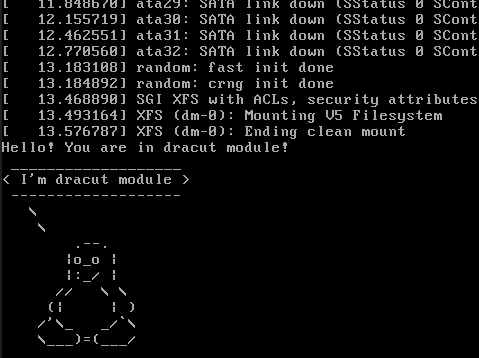 [   11.848670] ata29: SATA link down (SStatus 0 SCont
[   12.155719] ata30: SATA link down (SStatus 0 SCont
[   12.462551] ata31: SATA link down (SStatus 0 SCont
[   12.770560] ata32: SATA link down (SStatus 0 SCont
[   13.183108] random: fast init done
[   13.184892] random: crng init done
[   13.468890] SGI XFS with ACLs, security attributes
[   13.493164] XFS (dm-0): Mounting V5 Filesystem
[   13.576787] XFS (dm-0): Ending clean mount
Hello! You are in dracut module!
 ___________________
< I'm dracut module >
 -------------------
   \
    \
        .--.
       |o_o |
       |:_/ |
      //   \ \
     (|     | )
    /'\_   _/`\
    \___)=(___/